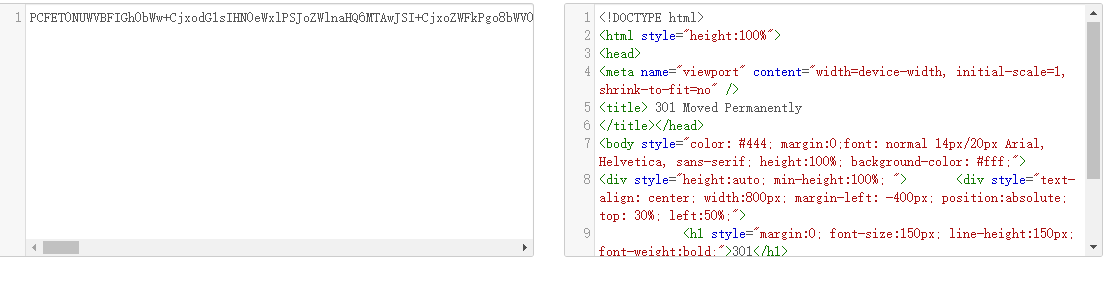 1 PCFET0NUWVBFIGh0bWw+CjxodG1sIHN0eWxlPSJoZWlnaHQ6MTAwJSI+CjxoZWFkPgo8bWV0
1 <!DOCTYPE html>
2 <html style="height:100%">
3 <head>
4 <meta name="viewport" content="width=device-width, initial-scale=1,
shrink-to-fit=no" />
5 <title> 301 Moved Permanently
6 </title></head>
7 <body style="color: #444; margin:0;font: normal 14px/20px Arial,
Helvetica, sans-serif; height:100%; background-color: #fff;">
8 <div style="height:auto; min-height:100%; ">     <div style="text-
align: center; width:800px; margin-left: -400px; position:absolute;
top: 30%; left:50%;">
9         <h1 style="margin:0; font-size:150px; line-height:150px;
font-weight:bold;">301</h1>